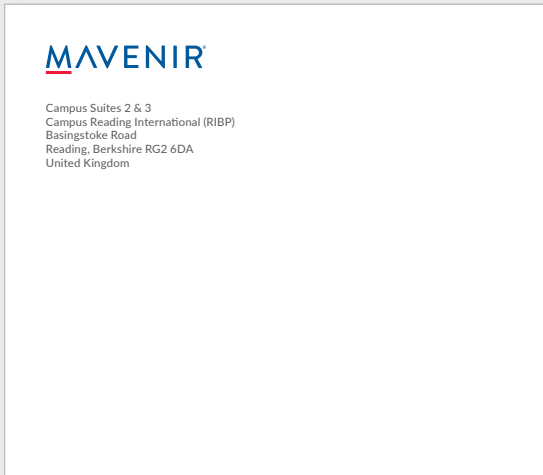 MAVENIR®
Campus Suites 2 & 3
Campus Reading International (RIBP)
Basingstoke Road
Reading, Berkshire RG2 6DA
United Kingdom